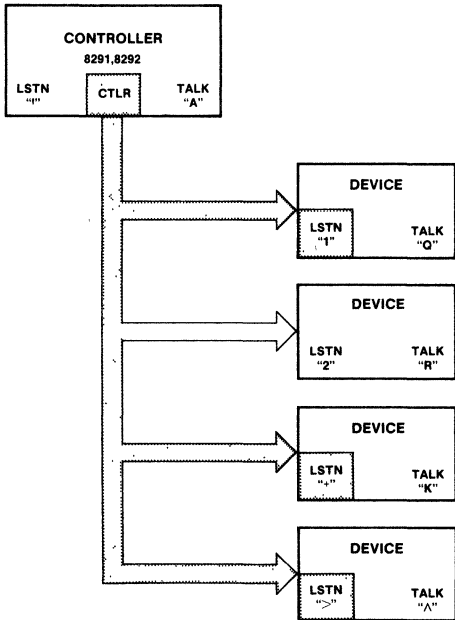 CONTROLLER
8291,8292
LSTN
"!"
CTLR
TALK
"A"
DEVICE
LSTN
"1"
TALK
"Q"
DEVICE
LSTN
"2"
TALK
"R"
DEVICE
LSTN
"+"
TALK
"K"
DEVICE
LSTN
">"
TALK
"^"